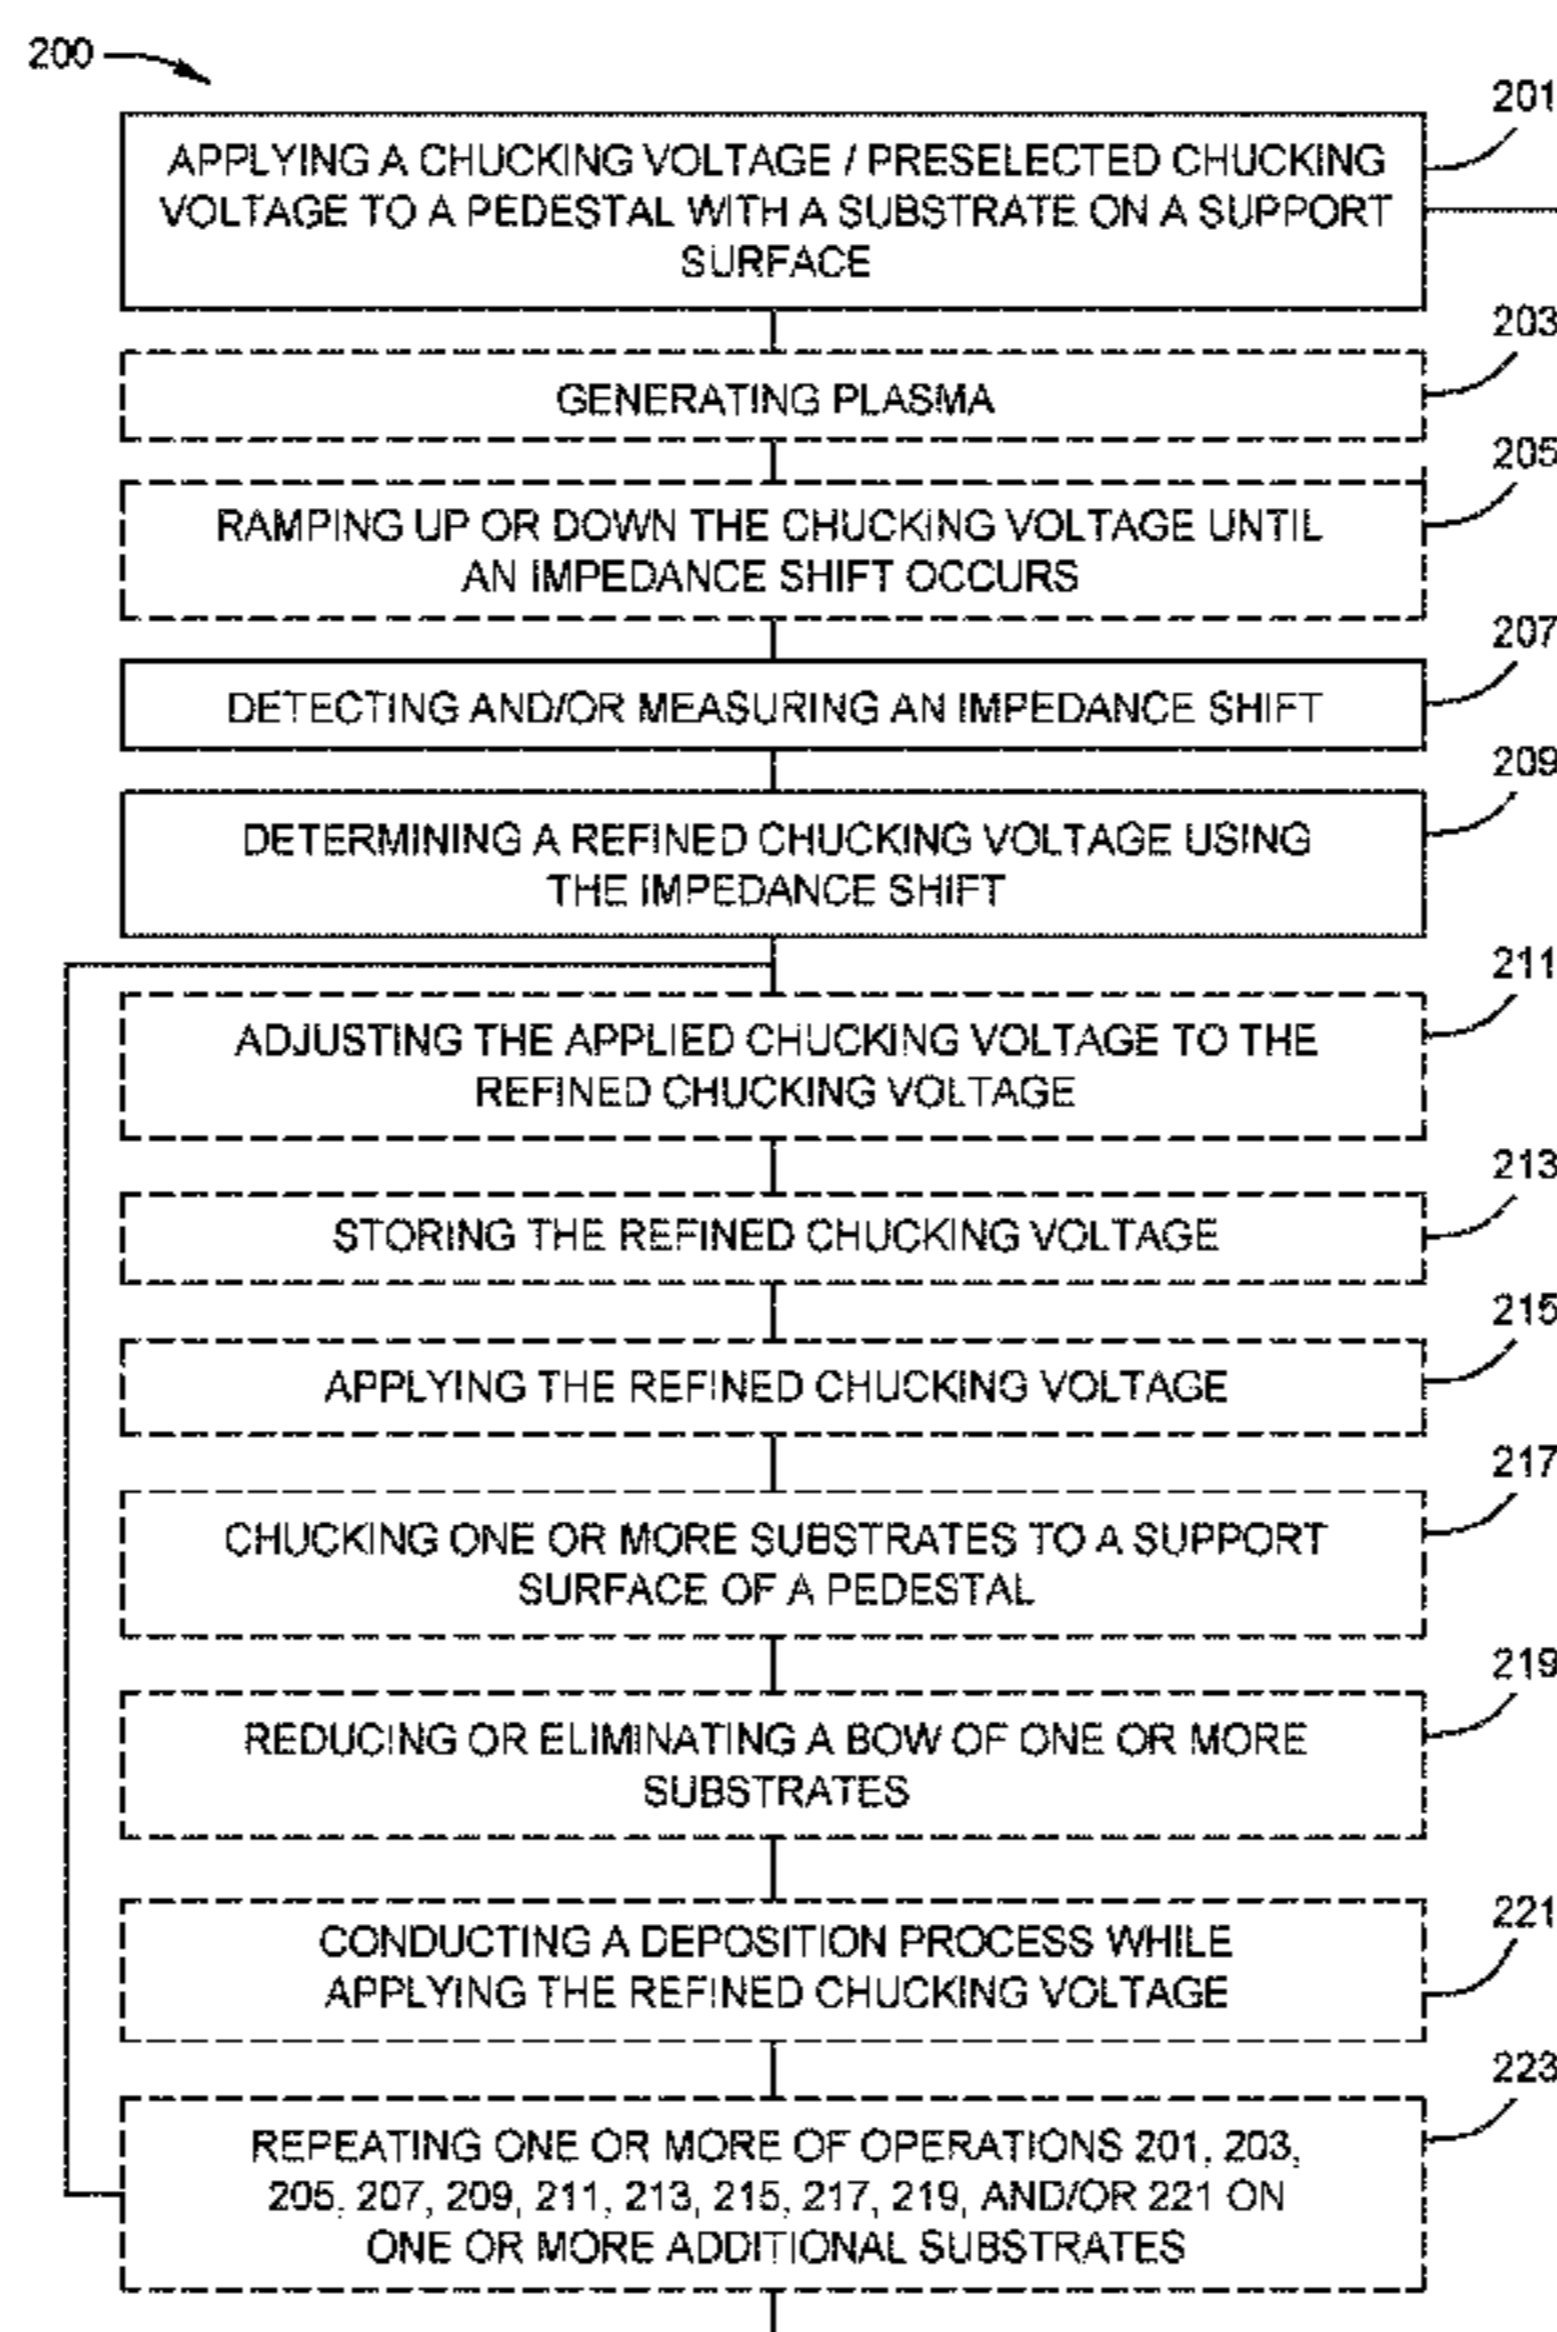 200
201
APPLYING A CHUCKING VOLTAGE / PRESELECTED CHUCKING
VOLTAGE TO A PEDESTAL WITH A SUBSTRATE ON A SUPPORT
SURFACE
203
GENERATING PLASMA
205
RAMPING UP OR DOWN THE CHUCKING VOLTAGE UNTIL
AN IMPEDANCE SHIFT OCCURS
207
DETECTING AND/OR MEASURING AN IMPEDANCE SHIFT
209
DETERMINING A REFINED CHUCKING VOLTAGE USING
THE IMPEDANCE SHIFT
211
ADJUSTING THE APPLIED CHUCKING VOLTAGE TO THE
REFINED CHUCKING VOLTAGE
213
STORING THE REFINED CHUCKING VOLTAGE
215
APPLYING THE REFINED CHUCKING VOLTAGE
217
CHUCKING ONE OR MORE SUBSTRATES TO A SUPPORT
SURFACE OF A PEDESTAL
219
REDUCING OR ELIMINATING A BOW OF ONE OR MORE
SUBSTRATES
221
CONDUCTING A DEPOSITION PROCESS WHILE
APPLYING THE REFINED CHUCKING VOLTAGE
223
REPEATING ONE OR MORE OF OPERATIONS 201, 203,
205, 207, 209, 211, 213, 215, 217, 219, AND/OR 221 ON
ONE OR MORE ADDITIONAL SUBSTRATES